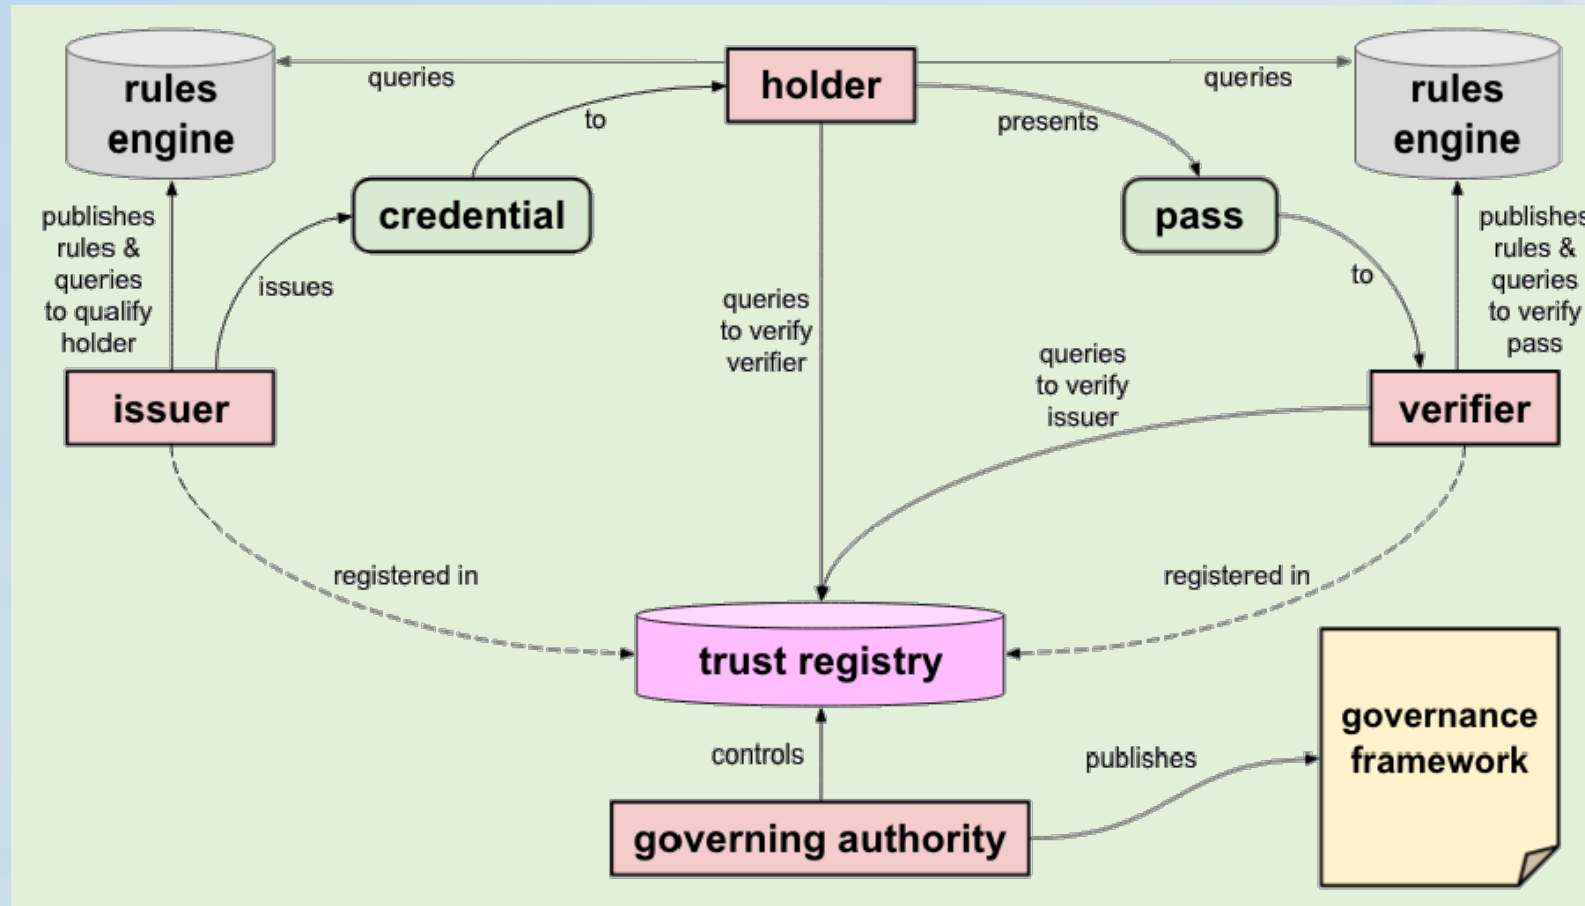 rules
engine
queries
holder
queries
rules
engine
to
presents
credential
pass
publishes
rules &
queries
to qualify
holder
issues
queries
to verify
verifier
to
publishes
rules &
queries
to verify
pass
queries
to verify
issuer
issuer
verifier
registered in
registered in
trust registry
governance
framework
controls
publishes
governing authority